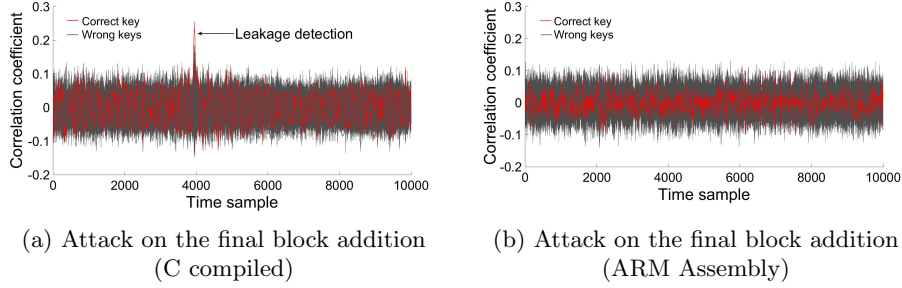 Correct key
Wrong keys
Leakage detection
Correlation coefficient
0.3
0.2
0.1
0
-0.1
-0.2
0 2000 4000 6000 8000 10000
Time sample
(a) Attack on the final block addition
(C compiled)
Correct key
Wrong keys
Correlation coefficient
0.3
0.2
0.1
0
-0.1
-0.2
0 2000 4000 6000 8000 10000
Time sample
(b) Attack on the final block addition
(ARM Assembly)